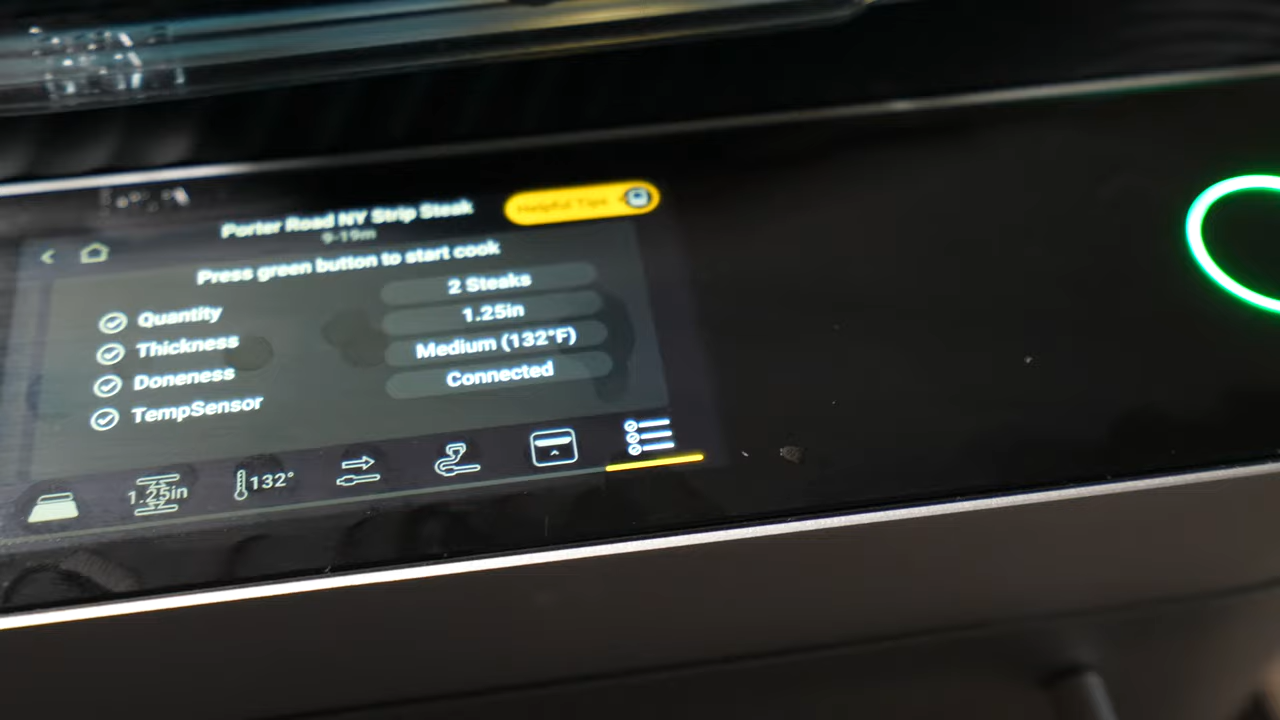 Helpful Tips
Porter Road NY Strip Steak
9-19m
Press green button to start cook
Quantity 2 Steaks
Thickness 1.25in
Doneness Medium (132°F)
TempSensor Connected
1.25in 132°